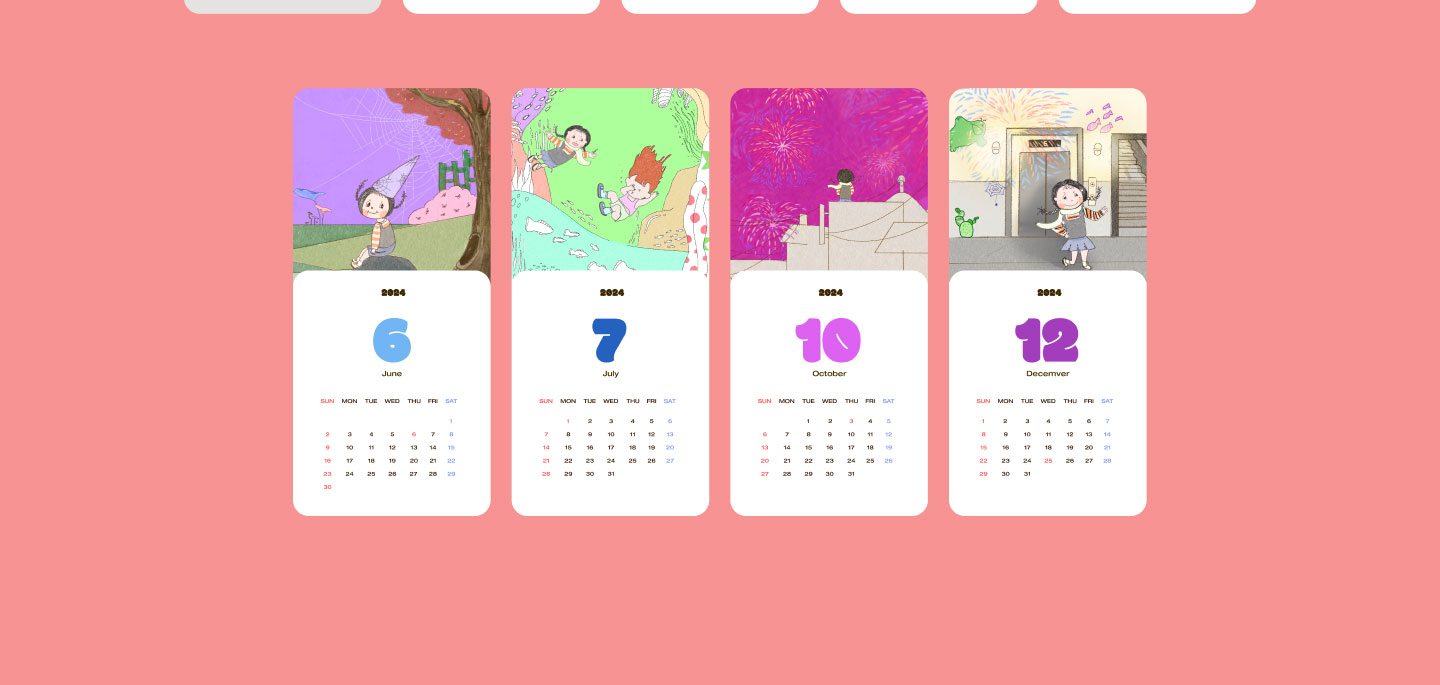 2024
6
June
SUN MON TUE WED THU FRI SAT
1
2 3 4 5 6 7 8
9 10 11 12 13 14 15
16 17 18 19 20 21 22
23 24 25 26 27 28 29
30
2024
7
July
SUN MON TUE WED THU FRI SAT
1 2 3 4 5 6
7 8 9 10 11 12 13
14 15 16 17 18 19 20
21 22 23 24 25 26 27
28 29 30 31
2024
10
October
SUN MON TUE WED THU FRI SAT
1 2 3 4 5
6 7 8 9 10 11 12
13 14 15 16 17 18 19
20 21 22 23 24 25 26
27 28 29 30 31
2024
12
Decemver
SUN MON TUE WED THU FRI SAT
1 2 3 4 5 6 7
8 9 10 11 12 13 14
15 16 17 18 19 20 21
22 23 24 25 26 27 28
29 30 31